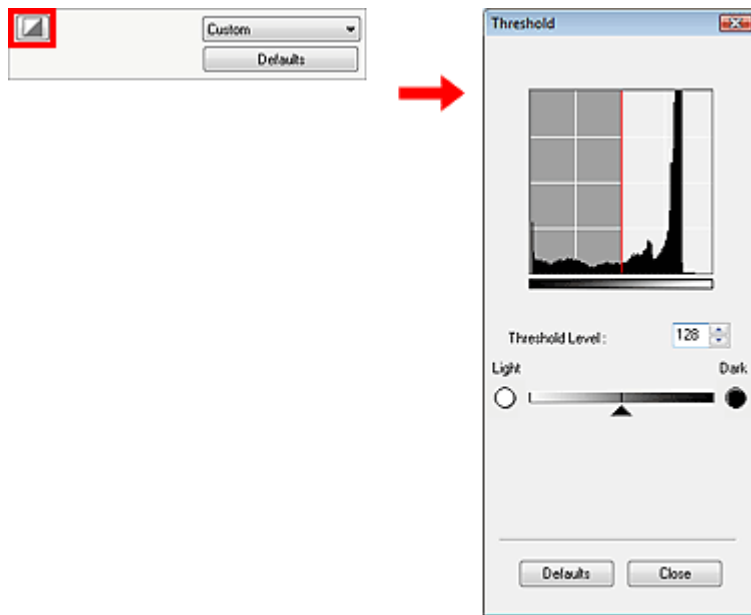 Custom
Defaults
Threshold
Threshold Level :
128
Light
Dark
Defaults
Close